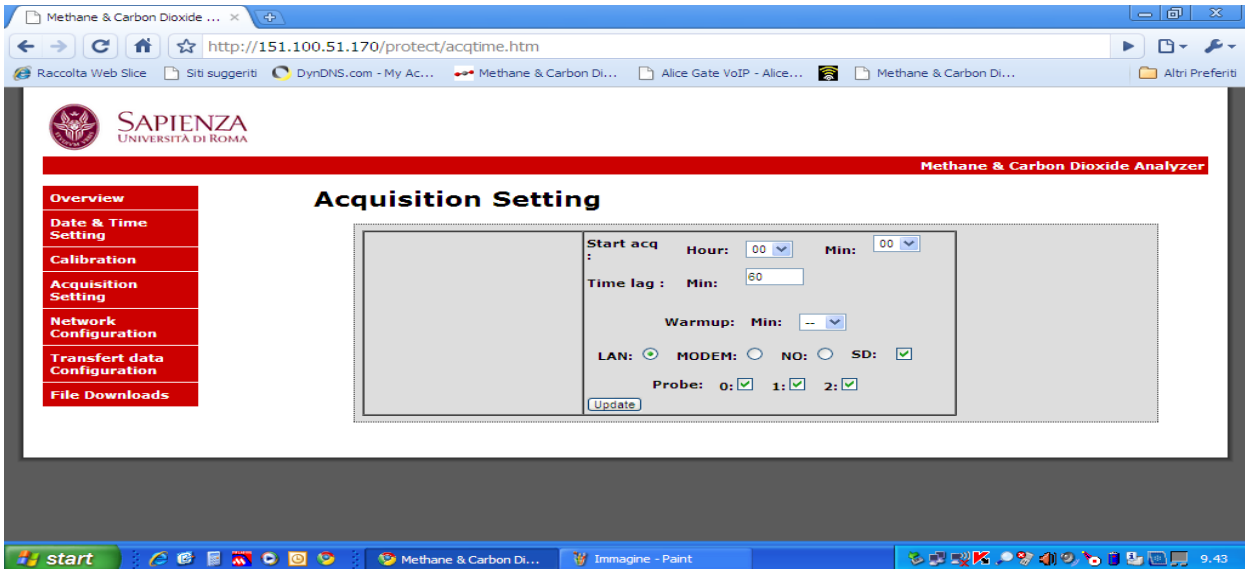 Methane & Carbon Dioxide ...
http://151.100.51.170/protect/acqtime.htm
Raccolta Web Slice Siti suggeriti DynDNS.com - My Ac... Methane & Carbon Di... Alice Gate VoIP - Alice... Methane & Carbon Di... Altri Preferiti
SAPIENZA
UNIVERSITÀ DI ROMA
Methane & Carbon Dioxide Analyzer
Overview
Date & Time
Setting
Calibration
Acquisition
Setting
Network
Configuration
Transfert data
Configuration
File Downloads
Acquisition Setting
Start acq
: Hour: 00 Min: 00
Time lag : Min: 60
Warmup: Min: --
LAN: MODEM: NO: SD:
Probe: 0: 1: 2:
Update
start Methane & Carbon Di... Immagine - Paint 9.43